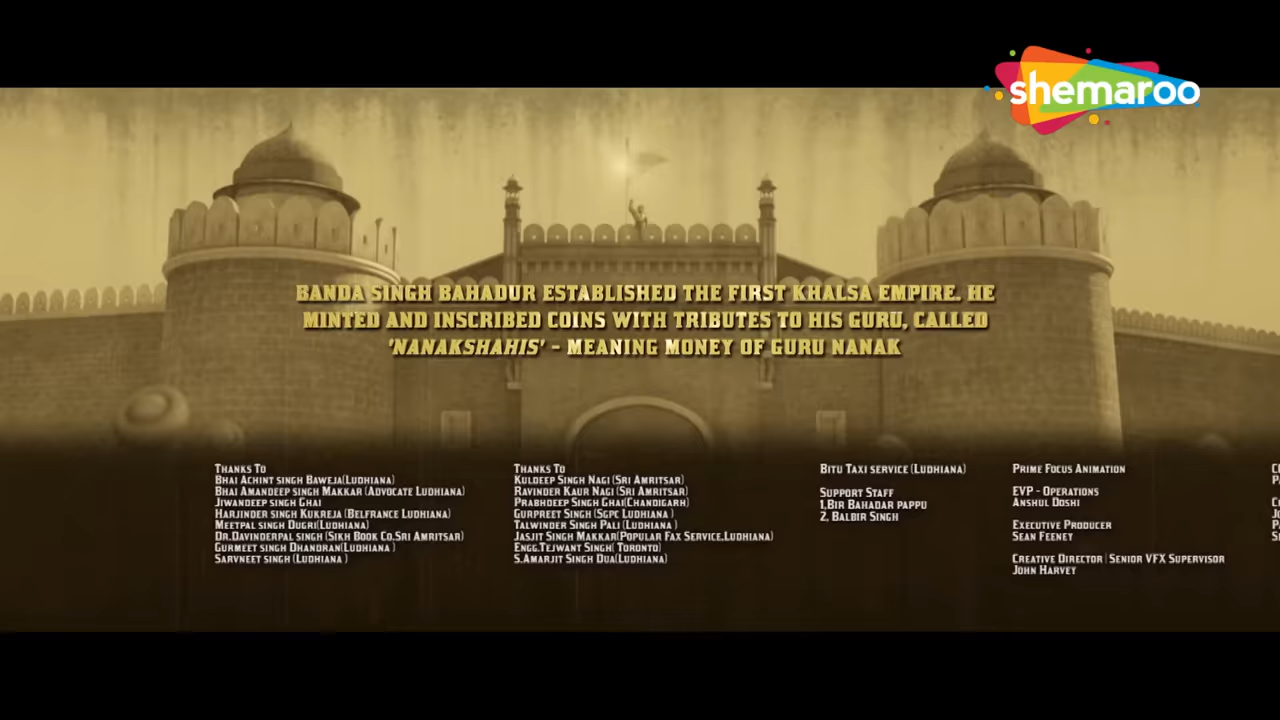 shemaroo
BANDA SINGH BAHADUR ESTABLISHED THE FIRST KHALSA EMPIRE. HE
MINTED AND INSCRIBED COINS WITH TRIBUTES TO HIS GURU, CALLED
'NANAKSHAHIS' - MEANING MONEY OF GURU NANAK
THANKS TO
BHAI ACHINT SINGH BAWEJA(LUDHIANA)
BHAI AMANDEEP SINGH MAKKAR (ADVOCATE LUDHIANA)
JIWANDEEP SINGH GHAI
HARJINDER SINGH KUKREJA (BELFRANCE LUDHIANA)
MEETPAL SINGH DUGRI(LUDHIANA)
DR.DAVINDERPAL SINGH (SIKH BOOK CO.SRI AMRITSAR)
GURMEET SINGH DHANDRAN(LUDHIANA )
SARVNEET SINGH (LUDHIANA )
THANKS TO
KULDEEP SINGH NAGI (SRI AMRITSAR)
RAVINDER KAUR NAGI (SRI AMRITSAR)
PRABHDEEP SINGH GHAI(CHANDIGARH)
GURPREET SINGH (SGPC LUDHIANA )
TALWINDER SINGH PALI (LUDHIANA )
JASJIT SINGH MAKKAR(POPULAR FAX SERVICE,LUDHIANA)
ENGG.TEJWANT SINGH( TORONTO)
S.AMARJIT SINGH DUA(LUDHIANA)
BITU TAXI SERVICE (LUDHIANA)
SUPPORT STAFF
1,BIR BAHADAR PAPPU
2, BALBIR SINGH
PRIME FOCUS ANIMATION
EVP - OPERATIONS
ANSHUL DOSHI
EXECUTIVE PRODUCER
SEAN FEENEY
CREATIVE DIRECTOR | SENIOR VFX SUPERVISOR
JOHN HARVEY